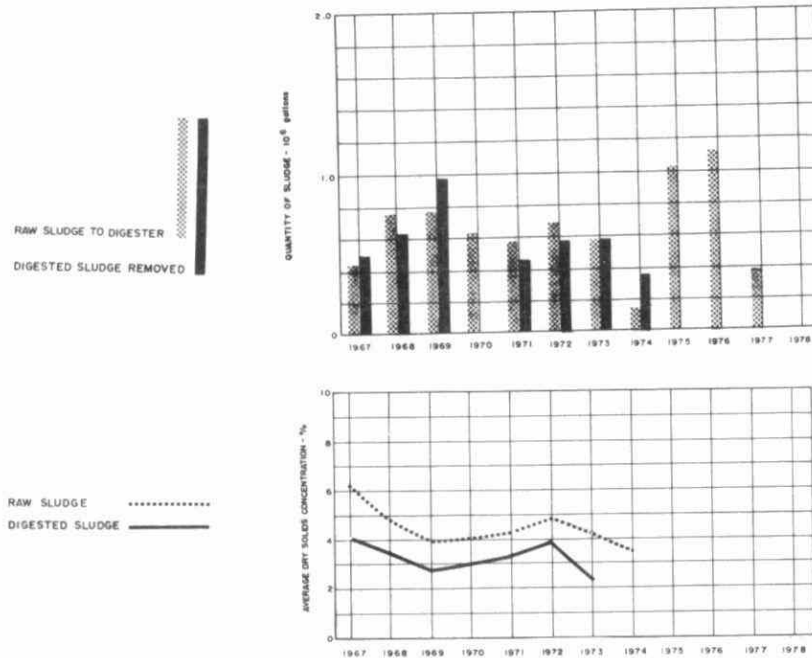 2.0
1.0
0
QUANTITY OF SLUDGE - 10⁶ gallons
RAW SLUDGE TO DIGESTER
DIGESTED SLUDGE REMOVED
1967 1968 1969 1970 1971 1972 1973 1974 1975 1976 1977 1978
10
8
6
4
2
0
AVERAGE DRY SOLIDS CONCENTRATION - %
RAW SLUDGE
DIGESTED SLUDGE
1967 1968 1969 1970 1971 1972 1973 1974 1975 1976 1977 1978